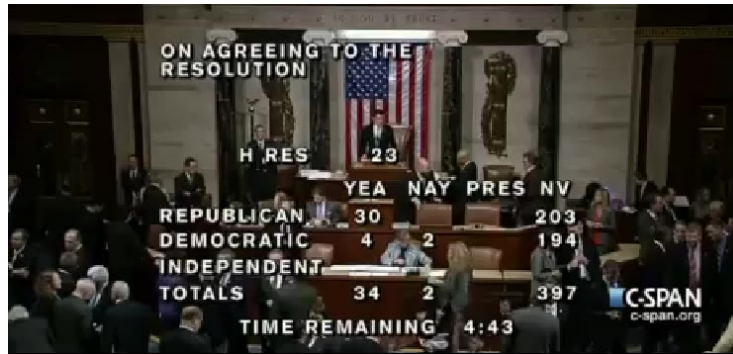 ON AGREEING TO THE
RESOLUTION
H RES 23
YEA NAY PRES NV
REPUBLICAN 30 203
DEMOCRATIC 4 2 194
INDEPENDENT
TOTALS 34 2 397
TIME REMAINING 4:43
C-SPAN
c-span.org